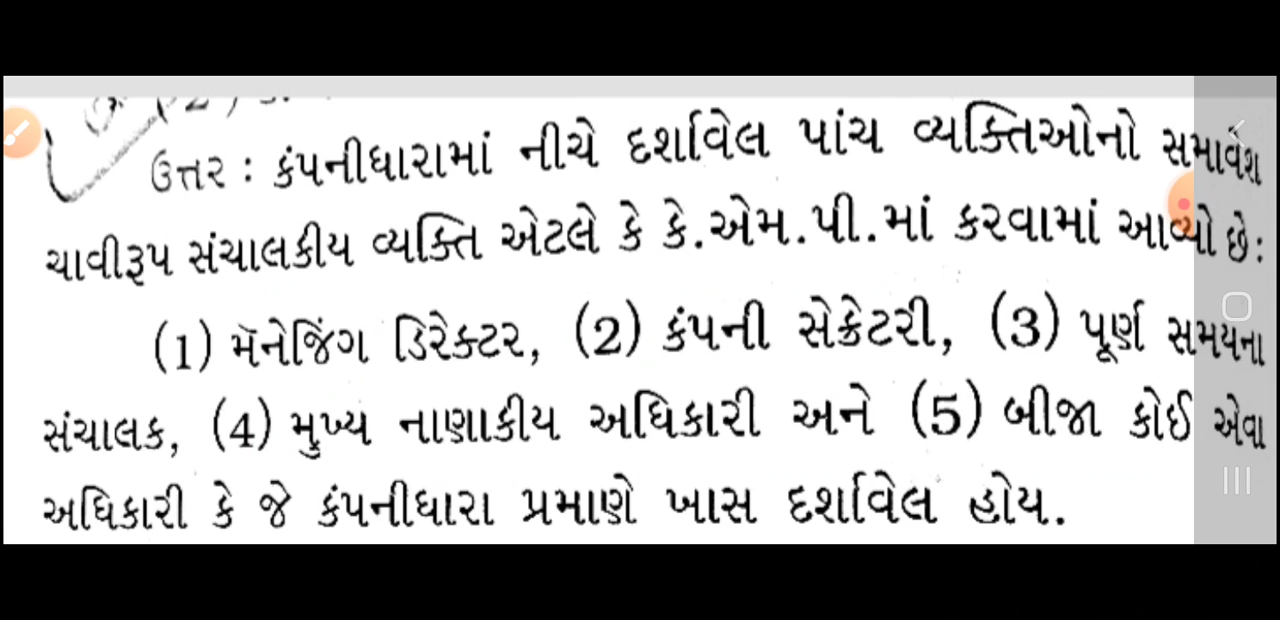 ઉત્તર : કંપનીધારામાં નીચે દર્શાવેલ પાંચ વ્યક્તિઓનો સમાવેશ
ચાવીરૂપ સંચાલકીય વ્યક્તિ એટલે કે કે.એમ.પી.માં કરવામાં આવ્યો છે:
(1) મૅનેજિંગ ડિરેક્ટર, (2) કંપની સેક્રેટરી, (3) પૂર્ણ સમયના
સંચાલક, (4) મુખ્ય નાણાકીય અધિકારી અને (5) બીજા કોઈ એવા
અધિકારી કે જે કંપનીધારા પ્રમાણે ખાસ દર્શાવેલ હોય.